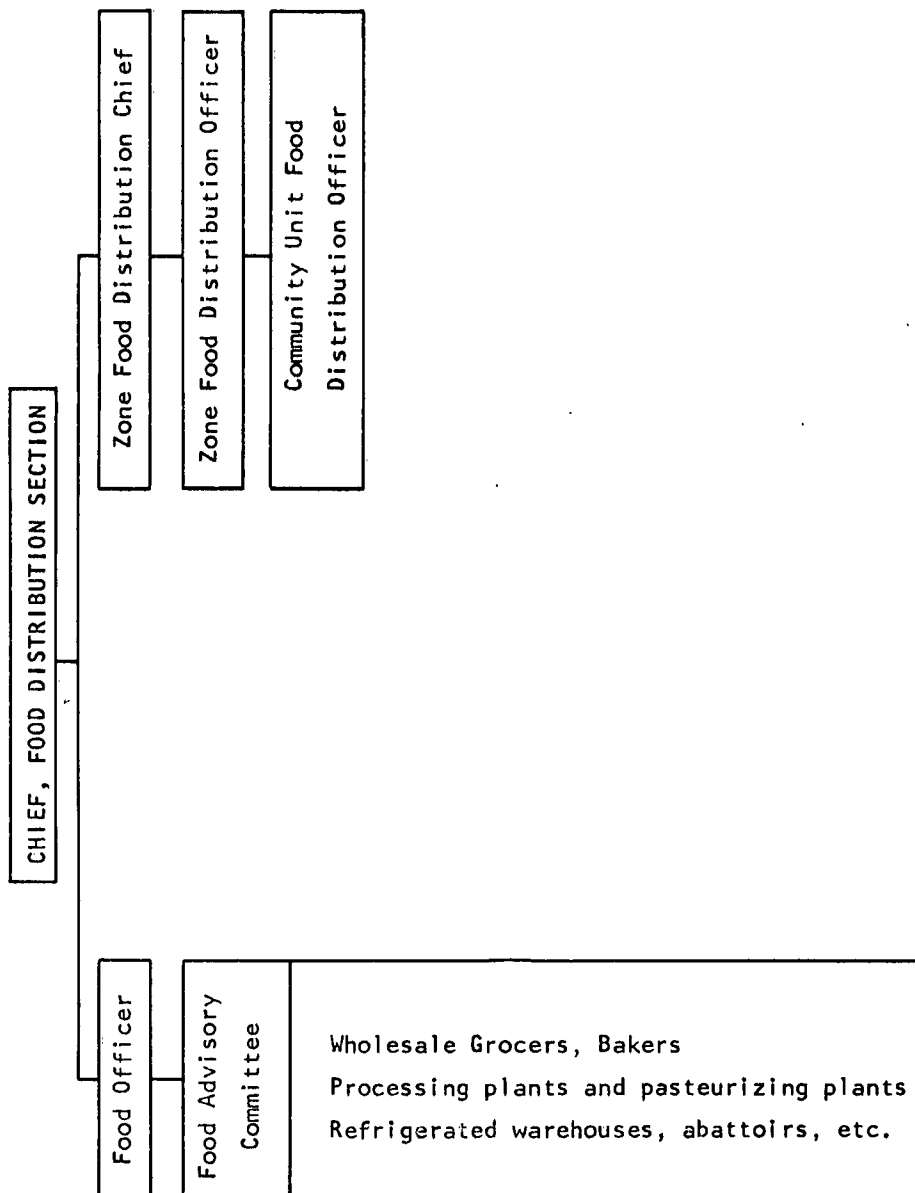 CHIEF, FOOD DISTRIBUTION SECTION
Food Officer
Food Advisory
Committee
Wholesale Grocers, Bakers
Processing plants and pasteurizing plants
Refrigerated warehouses, abattoirs, etc.
Zone Food Distribution Chief
Zone Food Distribution Officer
Community Unit Food
Distribution Officer